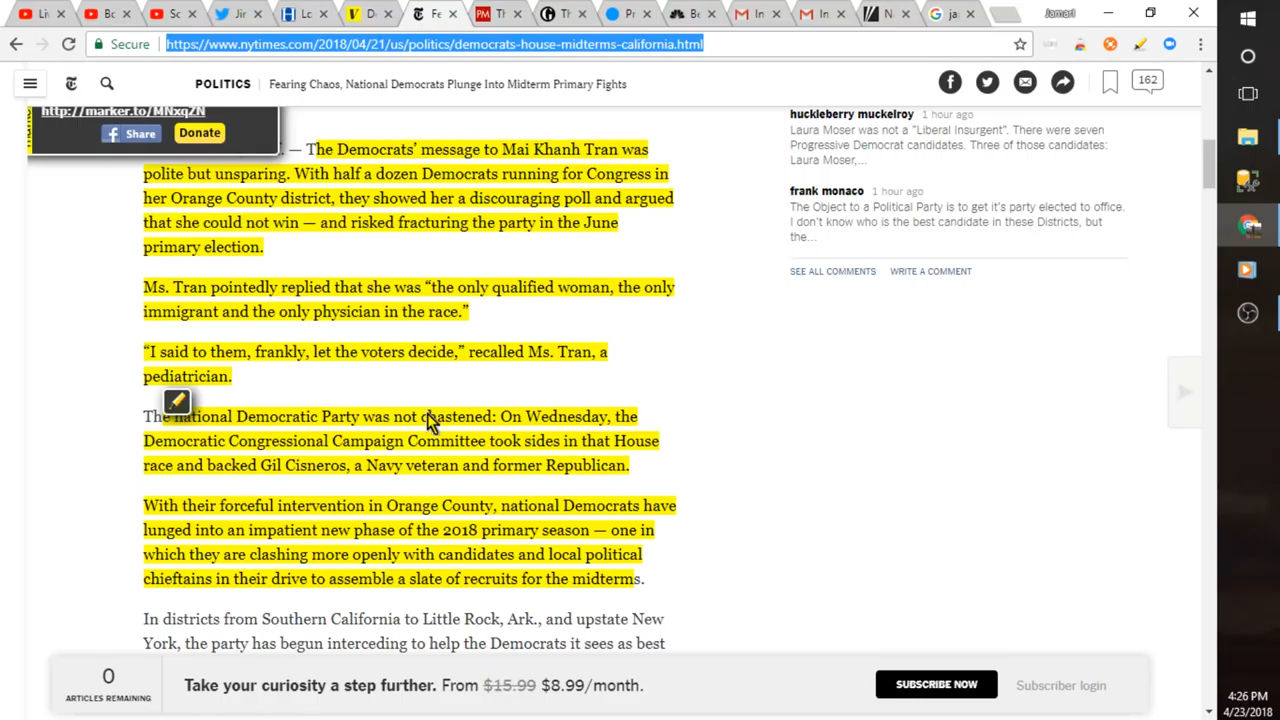 Li
Bo
Sc
Jir
Lo
D
Fe
Th
Th
Pr
Be
In
In
N
ja
Jamarl
Secure
https://www.nytimes.com/2018/04/21/us/politics/democrats-house-midterms-california.html
POLITICS
Fearing Chaos, National Democrats Plunge Into Midterm Primary Fights
162
http://marker.to/MNxqZN
Share
Donate
— The Democrats’ message to Mai Khanh Tran was
polite but unsparing. With half a dozen Democrats running for Congress in
her Orange County district, they showed her a discouraging poll and argued
that she could not win — and risked fracturing the party in the June
primary election.
Ms. Tran pointedly replied that she was “the only qualified woman, the only
immigrant and the only physician in the race.”
“I said to them, frankly, let the voters decide,” recalled Ms. Tran, a
pediatrician.
The national Democratic Party was not chastened: On Wednesday, the
Democratic Congressional Campaign Committee took sides in that House
race and backed Gil Cisneros, a Navy veteran and former Republican.
With their forceful intervention in Orange County, national Democrats have
lunged into an impatient new phase of the 2018 primary season — one in
which they are clashing more openly with candidates and local political
chieftains in their drive to assemble a slate of recruits for the midterms.
In districts from Southern California to Little Rock, Ark., and upstate New
York, the party has begun interceding to help the Democrats it sees as best
huckleberry muckelroy 1 hour ago
Laura Moser was not a "Liberal Insurgent". There were seven
Progressive Democrat candidates. Three of those candidates:
Laura Moser,...
frank monaco 1 hour ago
The Object to a Political Party is to get it's party elected to office.
I don't know who is the best candidate in these Districts, but
the...
SEE ALL COMMENTS WRITE A COMMENT
0
ARTICLES REMAINING
Take your curiosity a step further. From $15.99 $8.99/month.
SUBSCRIBE NOW
Subscriber login
4:26 PM
4/23/2018